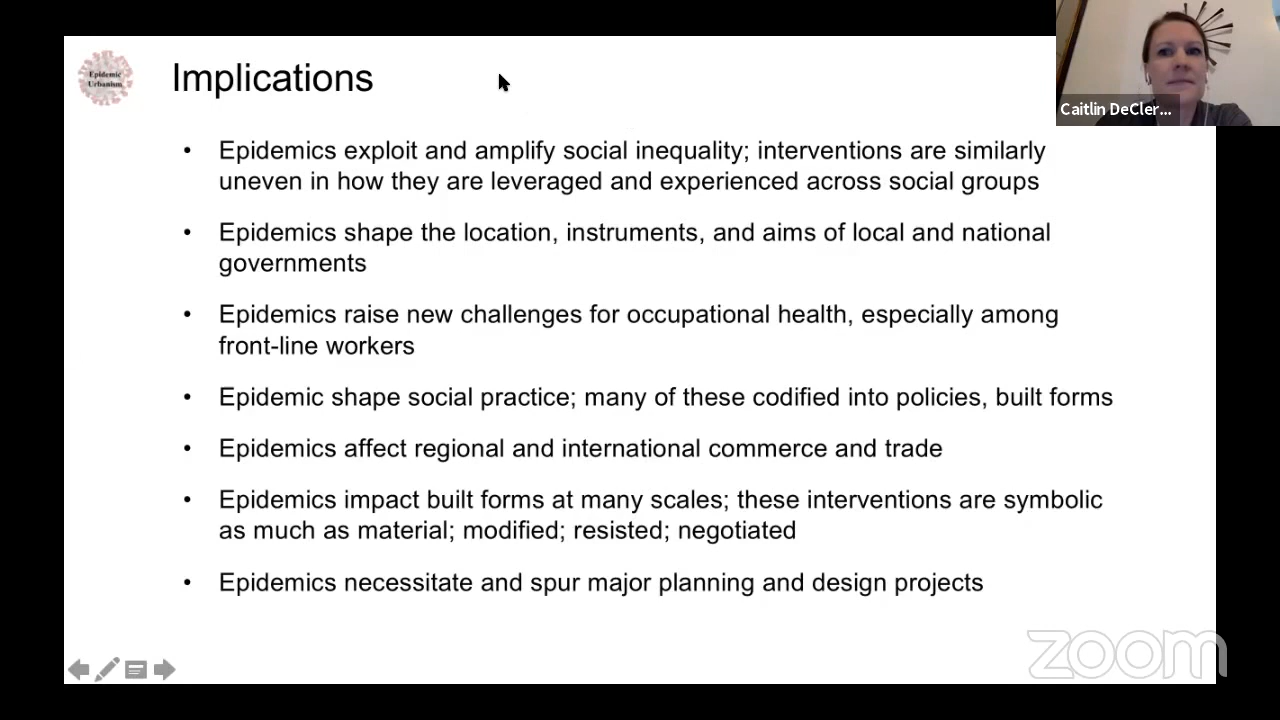 Epidemic
Urbanism
Implications
Caitlin DeCler...
• Epidemics exploit and amplify social inequality; interventions are similarly
uneven in how they are leveraged and experienced across social groups
• Epidemics shape the location, instruments, and aims of local and national
governments
• Epidemics raise new challenges for occupational health, especially among
front-line workers
• Epidemic shape social practice; many of these codified into policies, built forms
• Epidemics affect regional and international commerce and trade
• Epidemics impact built forms at many scales; these interventions are symbolic
as much as material; modified; resisted; negotiated
• Epidemics necessitate and spur major planning and design projects
zoom